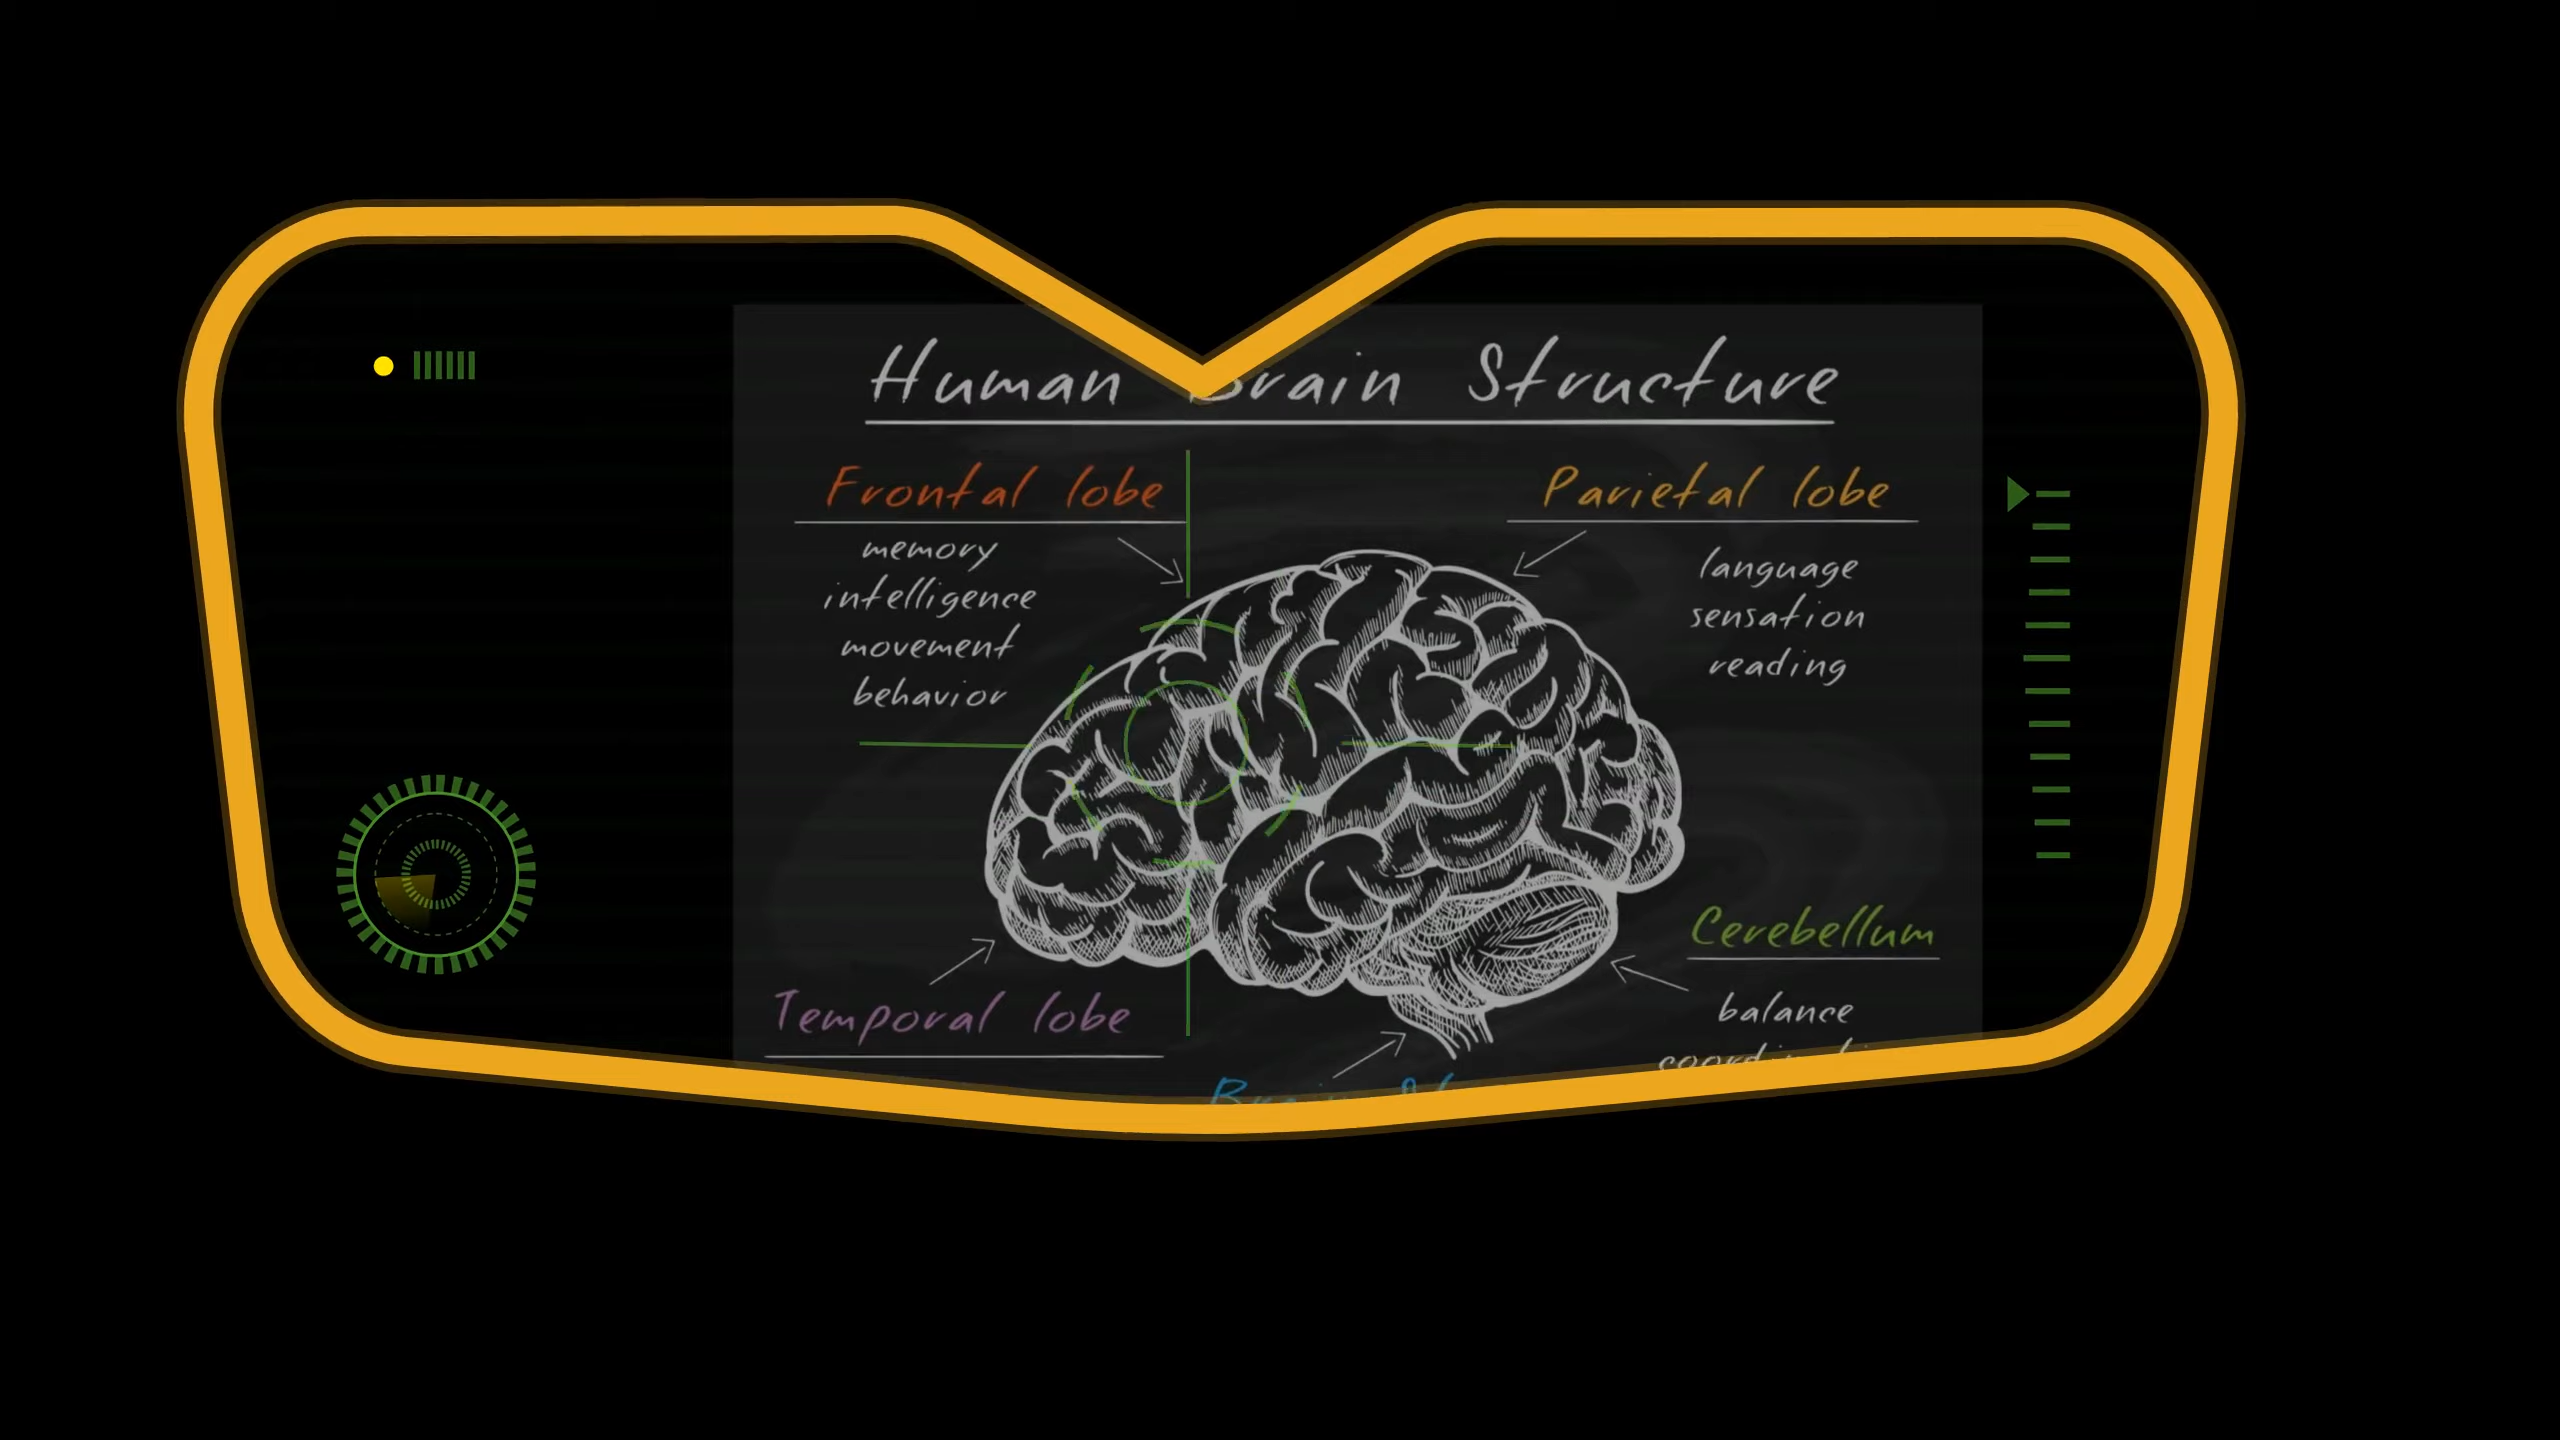 Human Brain Structure
Frontal lobe
memory
intelligence
movement
behavior
Parietal lobe
language
sensation
reading
Cerebellum
balance
Temporal lobe